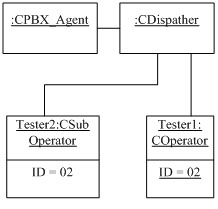 :CPBX_Agent
:CDispather
Tester2:CSub
Operator
ID = 02
Tester1:
COperator
ID = 02